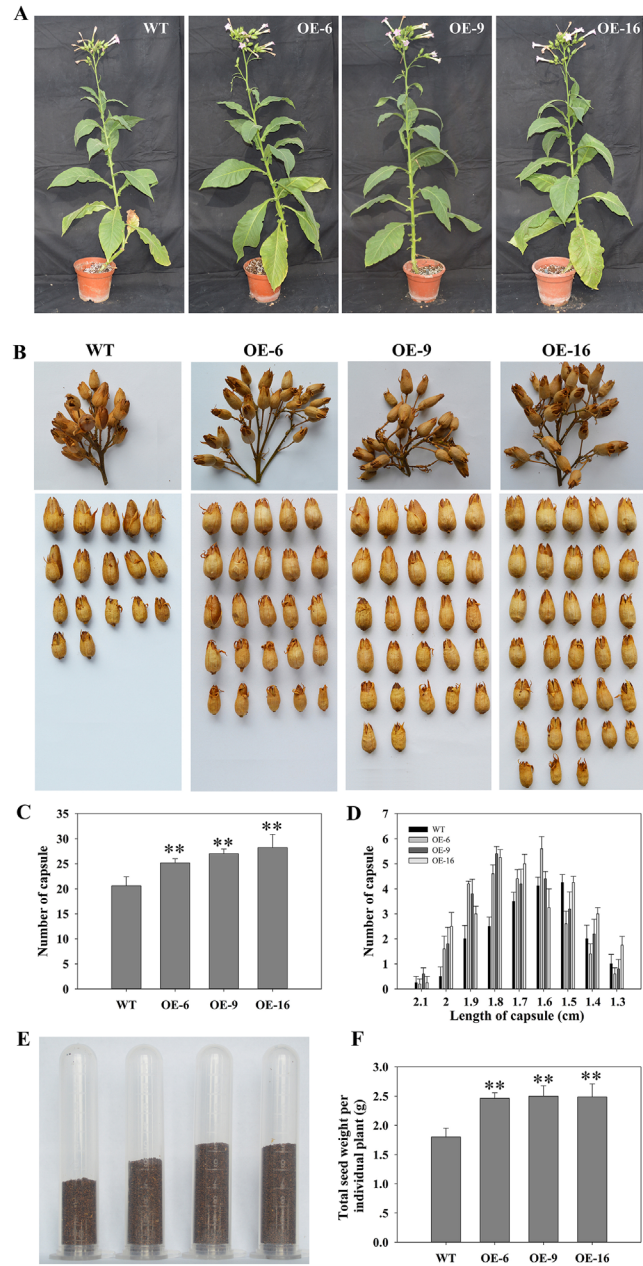 A
WT
OE-6
OE-9
OE-16
B
WT
OE-6
OE-9
OE-16
C
Number of capsule
35
30
25
20
15
10
5
0
**
**
**
WT
OE-6
OE-9
OE-16
D
Number of capsule
7
6
5
4
3
2
1
0
WT
OE-6
OE-9
OE-16
2.1
2
1.9
1.8
1.7
1.6
1.5
1.4
1.3
Length of capsule (cm)
E
F
Total seed weight per
individual plant (g)
3.0
2.5
2.0
1.5
1.0
.5
0.0
**
**
**
WT
OE-6
OE-9
OE-16